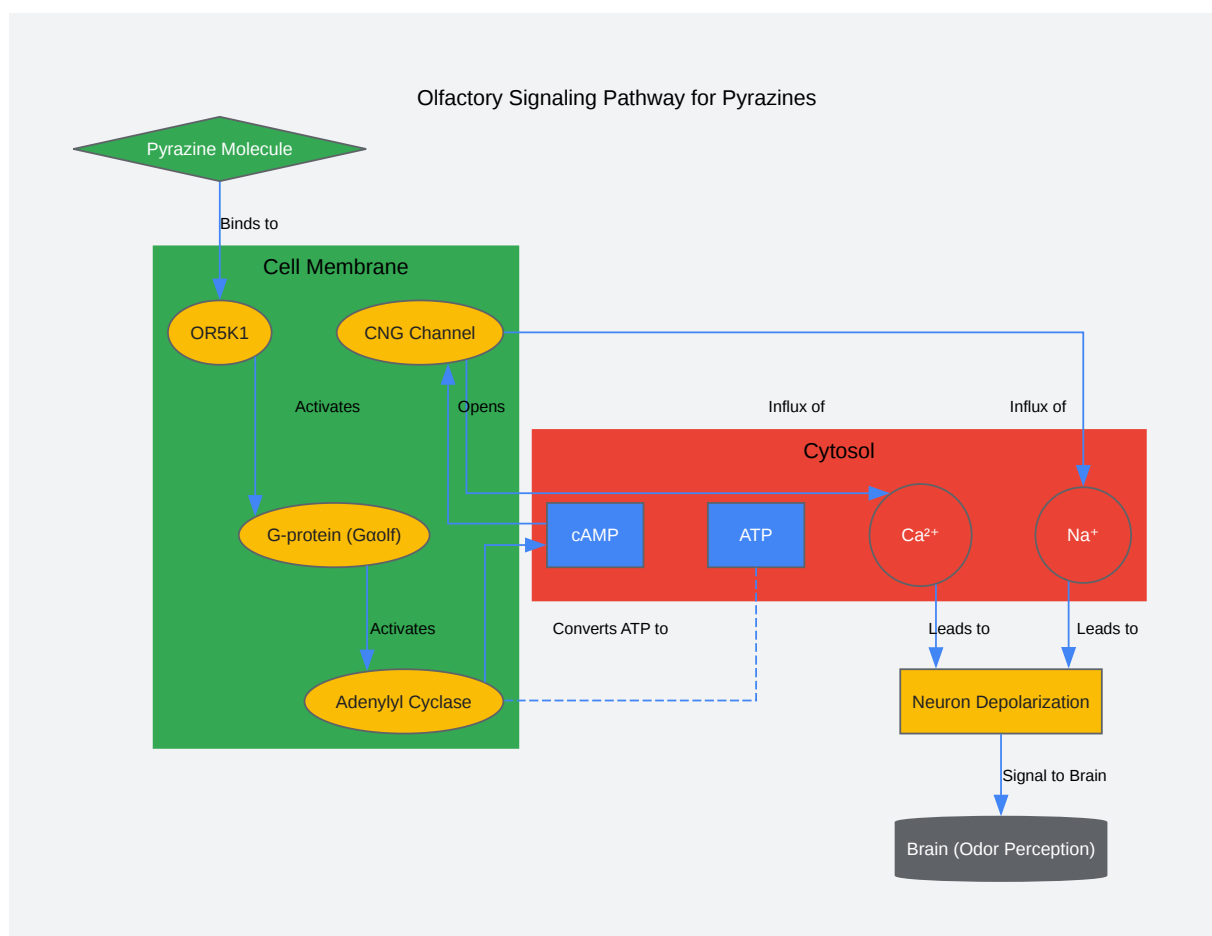 Olfactory Signaling Pathway for Pyrazines
Pyrazine Molecule
Binds to
Cell Membrane
OR5K1
CNG Channel
Activates
Opens
Influx of
Influx of
Cytosol
G-protein (Gαolf)
cAMP
ATP
Ca²⁺
Na⁺
Activates
Converts ATP to
Leads to
Leads to
Adenylyl Cyclase
Neuron Depolarization
Signal to Brain
Brain (Odor Perception)